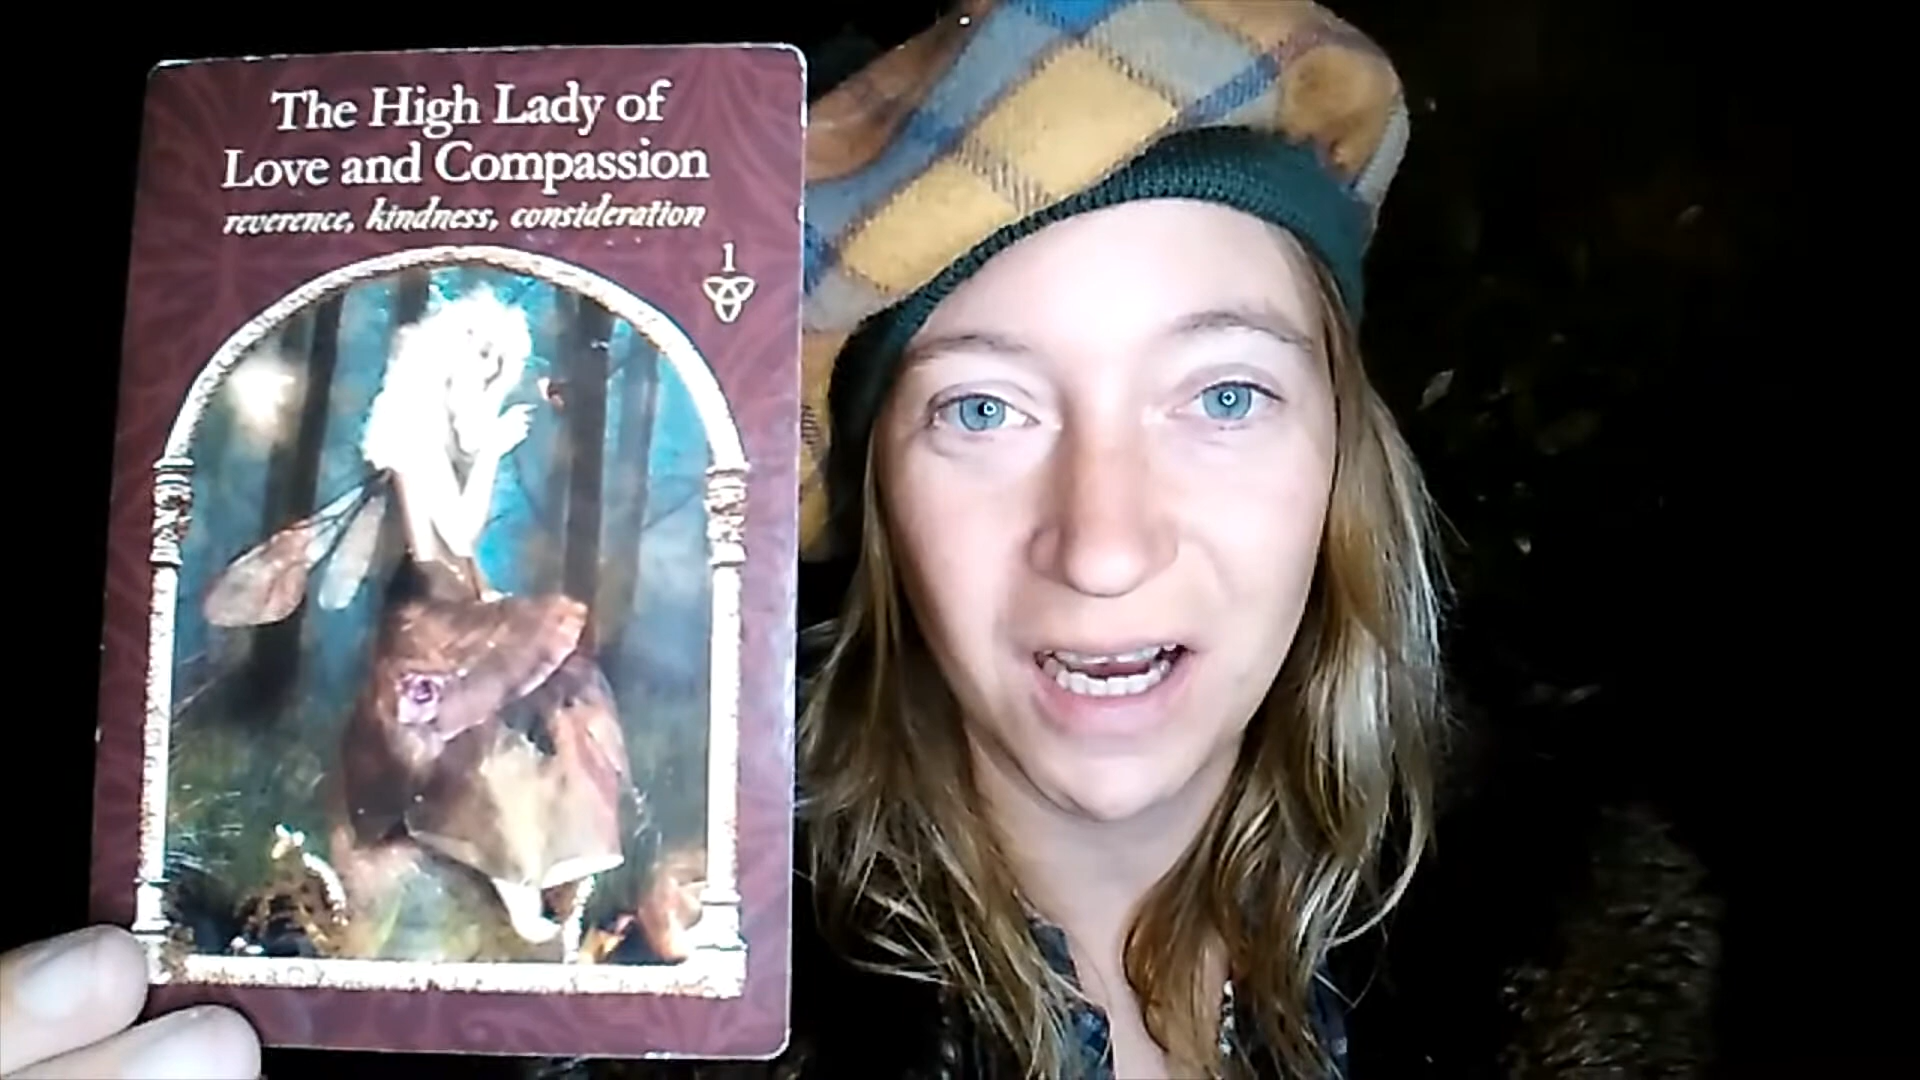 The High Lady of
Love and Compassion
reverence, kindness, consideration
1